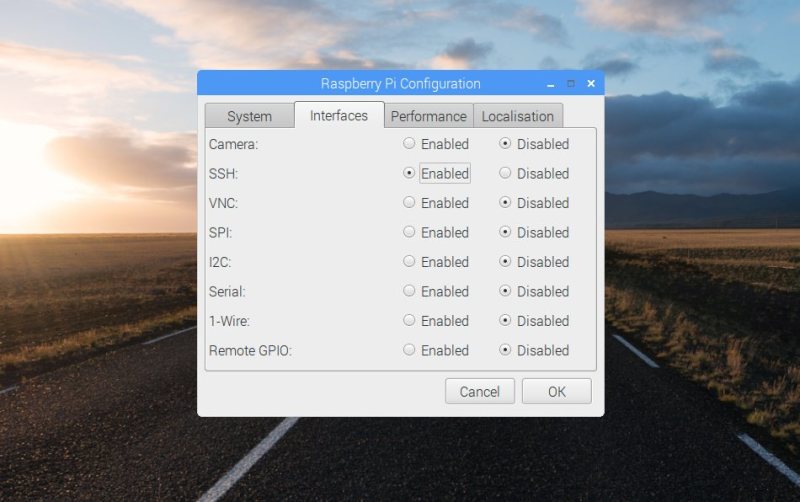 Raspberry Pi Configuration
System Interfaces Performance Localisation
Camera: Enabled Disabled
SSH: Enabled Disabled
VNC: Enabled Disabled
SPI: Enabled Disabled
I2C: Enabled Disabled
Serial: Enabled Disabled
1-Wire: Enabled Disabled
Remote GPIO: Enabled Disabled
Cancel OK